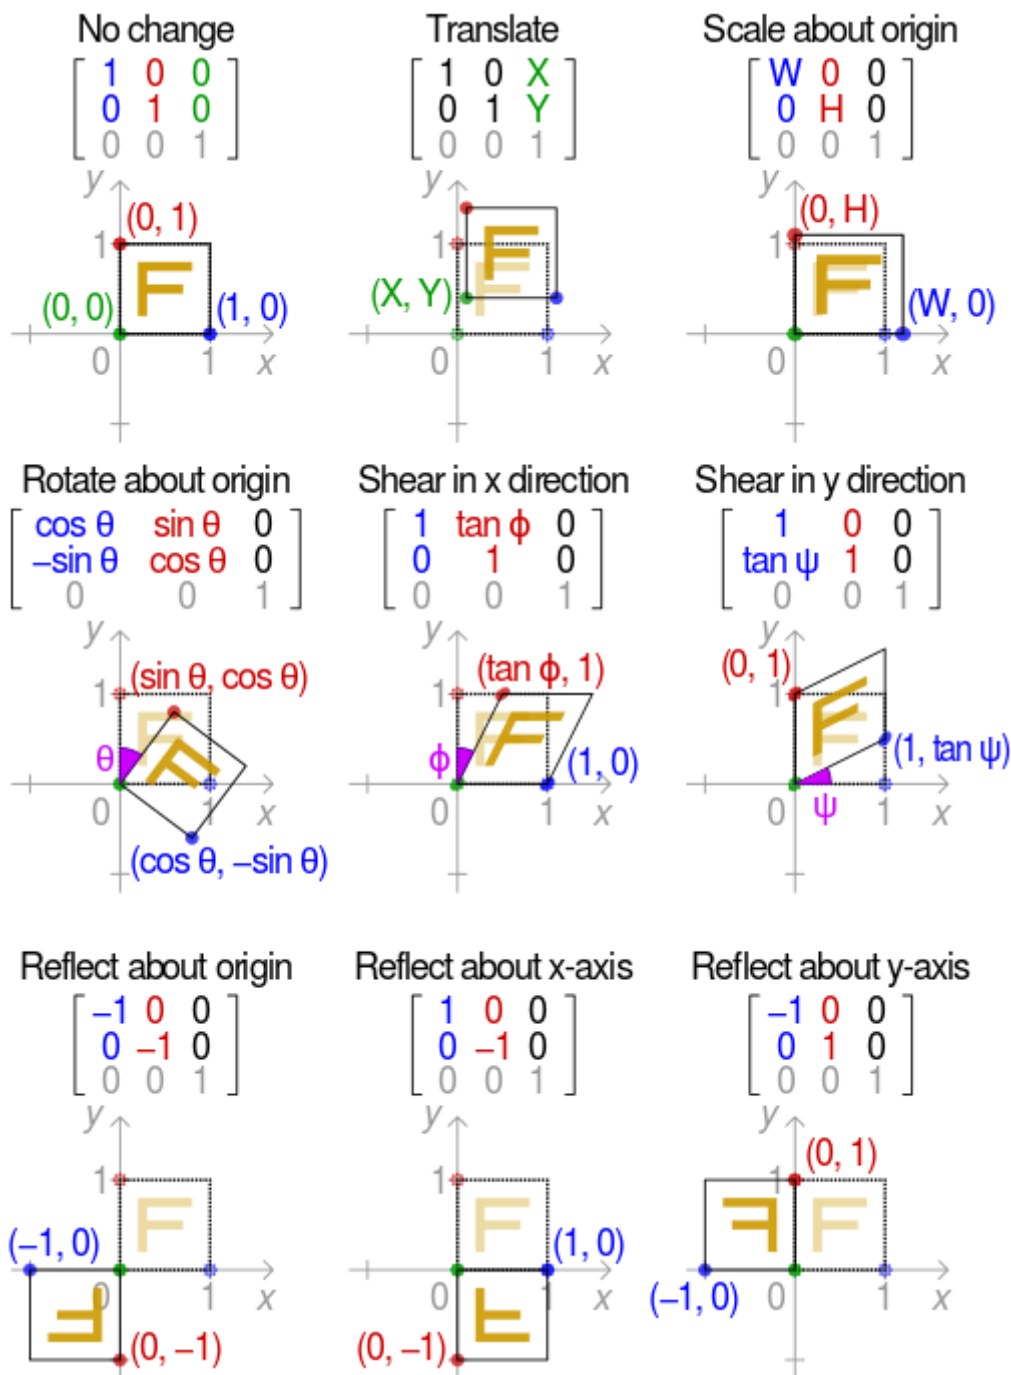 No change
1 0 0
0 1 0
0 0 1
y
(0, 1)
1
F
(0, 0)
(1, 0)
0
1
x
Translate
1 0 X
0 1 Y
0 0 1
y
1
F
F
(X, Y)
0
1
x
Scale about origin
W 0 0
0 H 0
0 0 1
y
(0, H)
1
F
F
(W, 0)
0
1
x
Rotate about origin
cos θ sin θ 0
−sin θ cos θ 0
0 0 1
y
(sin θ, cos θ)
1
F
F
θ
0
1
x
(cos θ, −sin θ)
Shear in x direction
1 tan ϕ 0
0 1 0
0 0 1
y
(tan ϕ, 1)
1
F
F
ϕ
(1, 0)
0
1
x
Shear in y direction
1 0 0
tan ψ 1 0
0 0 1
y
(0, 1)
F
F
(1, tan ψ)
0
ψ
x
Reflect about origin
−1 0 0
0 −1 0
0 0 1
y
1
F
(−1, 0)
0
1
x
F
(0, −1)
Reflect about x-axis
1 0 0
0 −1 0
0 0 1
y
1
F
(1, 0)
0
1
x
F
(0, −1)
Reflect about y-axis
−1 0 0
0 1 0
0 0 1
y
(0, 1)
1
F
F
(−1, 0)
0
1
x